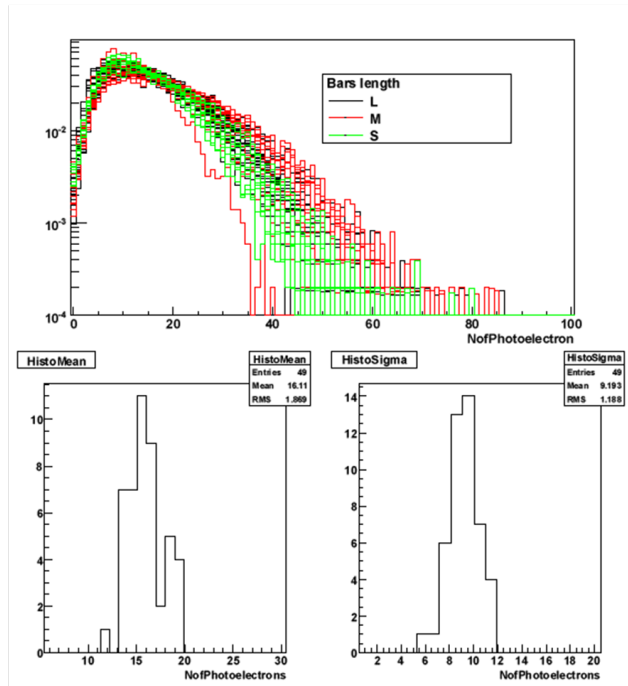 Bars length
L
M
S
10^-2
10^-3
10^-4
0 20 40 60 80 100
NofPhotoelectron
HistoMean
HistoMean
Entries 49
Mean 16.11
RMS 1.869
10
8
6
4
2
0
10 15 20 25 30
NofPhotoelectrons
HistoSigma
HistoSigma
Entries 49
Mean 9.193
RMS 1.188
14
12
10
8
6
4
2
0
2 4 6 8 10 12 14 16 18 20
NofPhotoelectrons